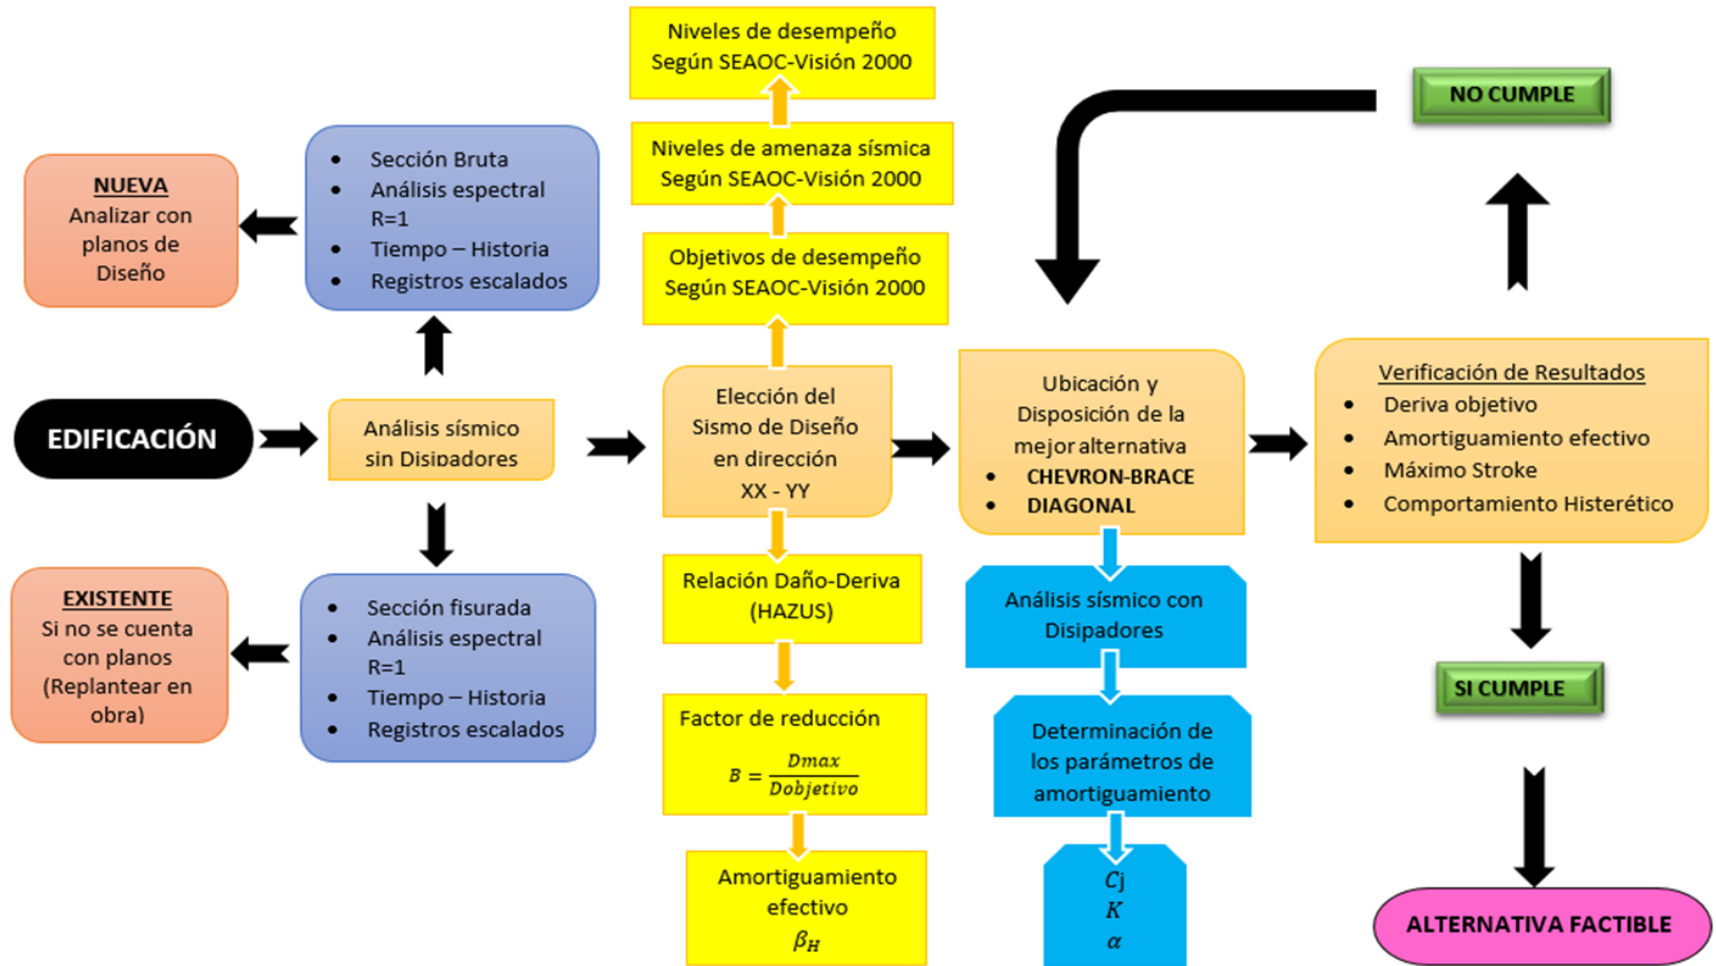 NUEVA
Analizar con
planos de
Diseño
• Sección Bruta
• Análisis espectral
R=1
• Tiempo – Historia
• Registros escalados
EDIFICACIÓN
Análisis sísmico
sin Disipadores
EXISTENTE
Si no se cuenta
con planos
(Replantear en
obra)
• Sección fisurada
• Análisis espectral
R=1
• Tiempo – Historia
• Registros escalados
Niveles de desempeño
Según SEAOC-Visión 2000
Niveles de amenaza sísmica
Según SEAOC-Visión 2000
Objetivos de desempeño
Según SEAOC-Visión 2000
Elección del
Sismo de Diseño
en dirección
XX - YY
Relación Daño-Deriva
(HAZUS)
Factor de reducción
B = Dmax / Dobjetivo
Amortiguamiento
efectivo
β_H
Ubicación y
Disposición de la
mejor alternativa
• CHEVRON-BRACE
• DIAGONAL
Análisis sísmico con
Disipadores
Determinación de
los parámetros de
amortiguamiento
Cj
K
α
NO CUMPLE
Verificación de Resultados
• Deriva objetivo
• Amortiguamiento efectivo
• Máximo Stroke
• Comportamiento Histerético
SI CUMPLE
ALTERNATIVA FACTIBLE